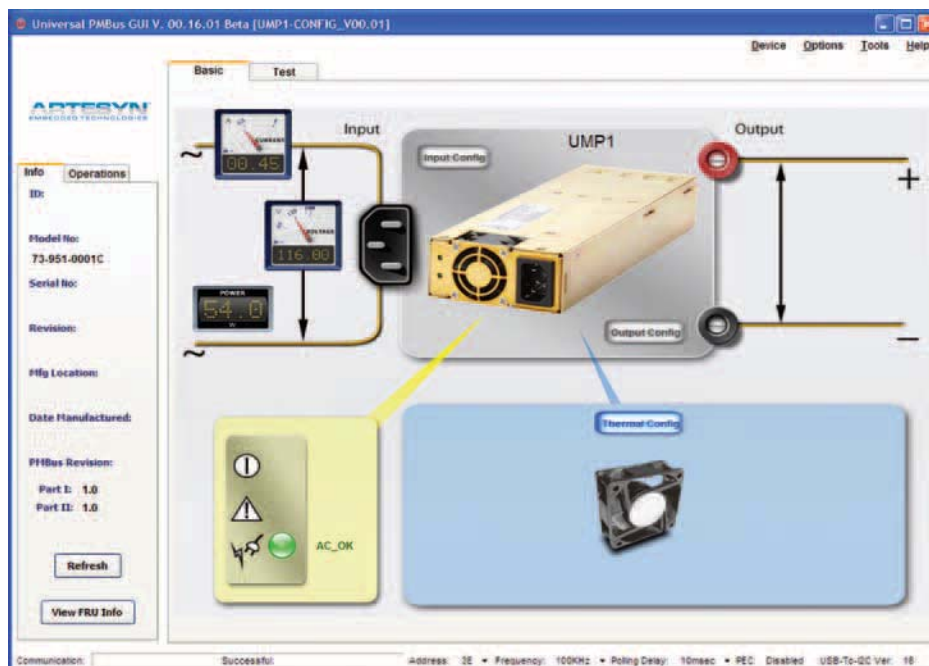 Universal PMBus GUI V. 00.16.01 Beta [UMP1-CONFIG_V00.01]
Device Options Tools Help
Basic Test
ARTESYN
EMBEDDED TECHNOLOGIES
Info Operations
ID:
Model No:
73-951-0001C
Serial No:
Revision:
Mfg Location:
Date Manufactured:
PMBus Revision:
Part I: 1.0
Part II: 1.0
Refresh
View FRU Info
Input
CURRENT
00.45
VOLTAGE
116.00
POWER
54.0
W
UMP1
Input Config
Output Config
Output
+
−
~
~
AC_OK
Thermal Config
Communication: Successful: Address: 3E Frequency: 100KHz Polling Delay: 10msec PEC: Disabled USB-To-I2C Ver: 18